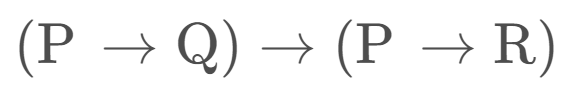 (P → Q) → (P → R)